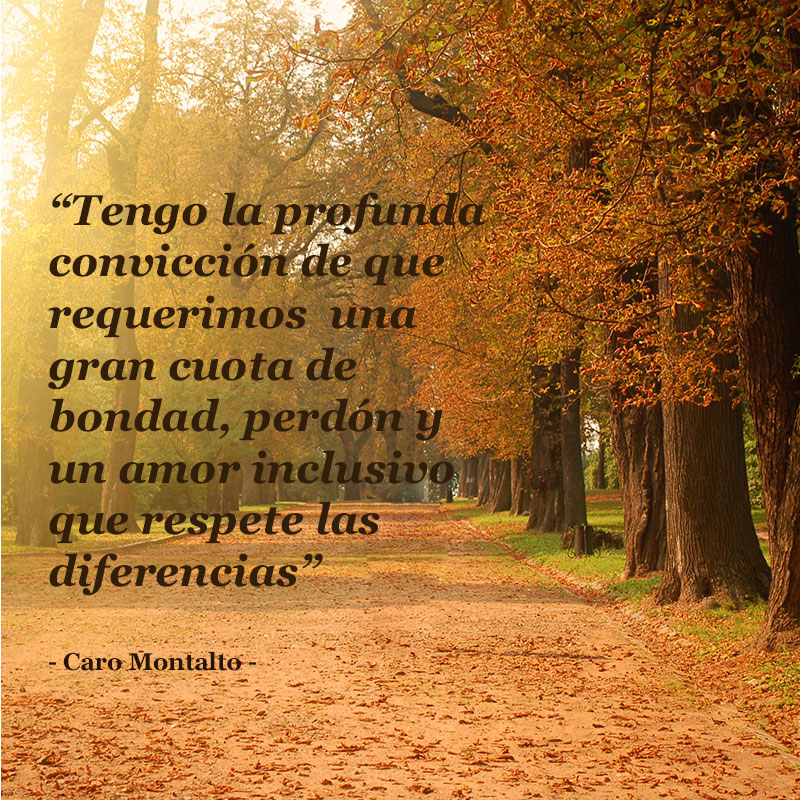 “Tengo la profunda
convicción de que
requerimos  una
gran cuota de
bondad, perdón y
un amor inclusivo
que respete las
diferencias”
- Caro Montalto -